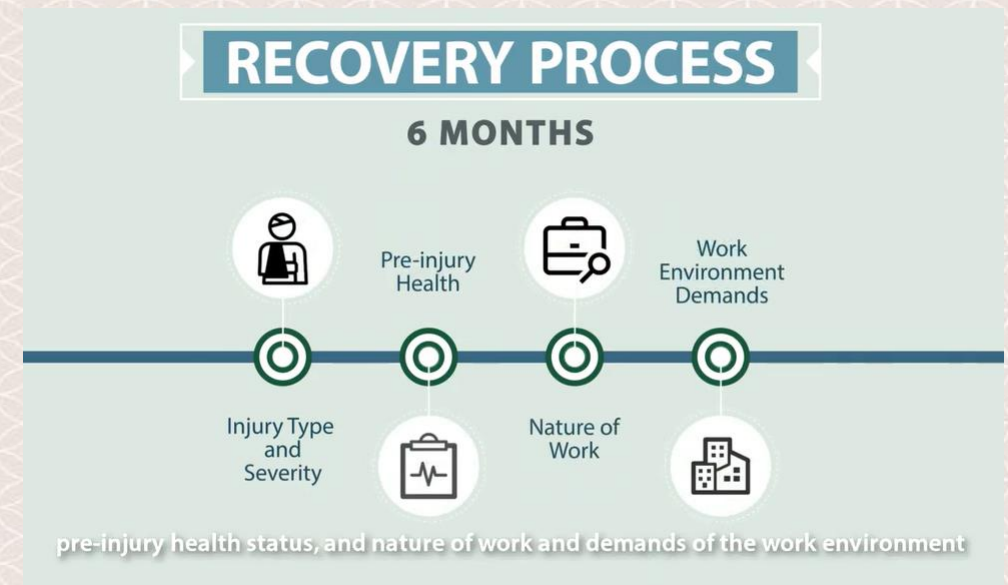 RECOVERY PROCESS
6 MONTHS
Injury Type
and
Severity
Pre-injury
Health
Nature of
Work
Work
Environment
Demands
pre-injury health status, and nature of work and demands of the work environment